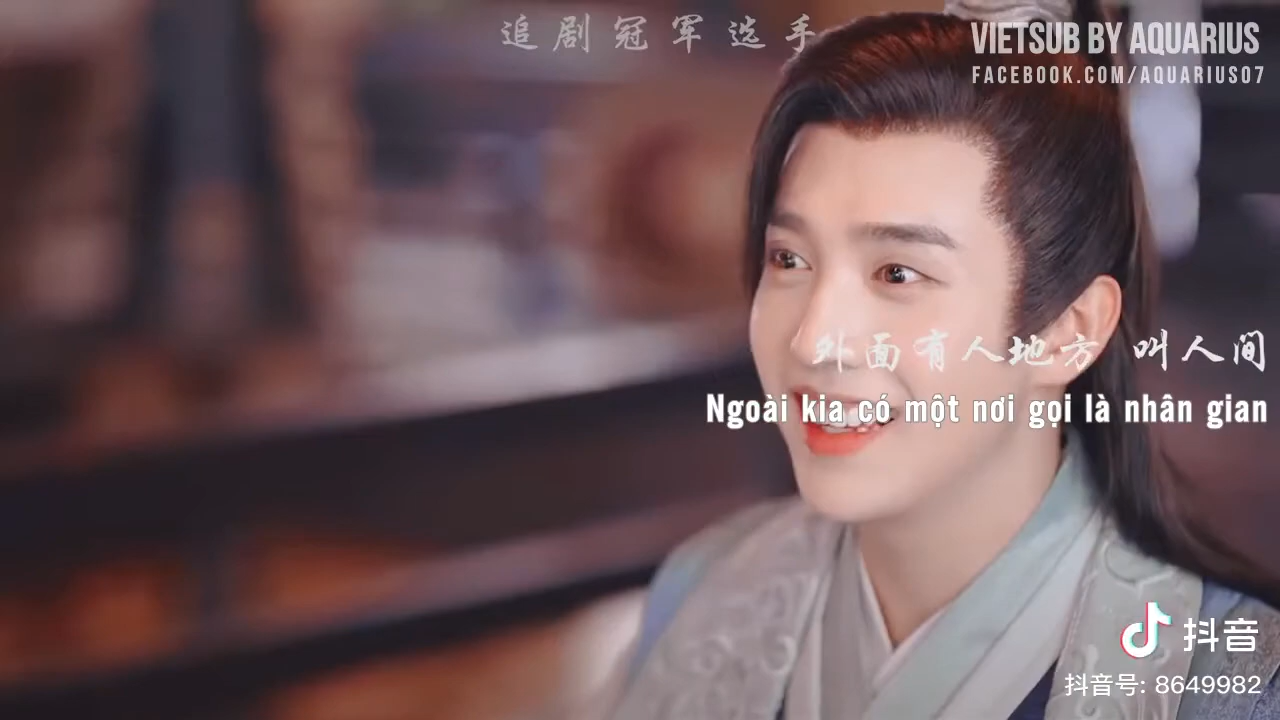 追剧冠军选手
VIETSUB BY AQUARIUS
FACEBOOK.COM/AQUARIUS07
外面有人地方 叫人间
Ngoài kia có một nơi gọi là nhân gian
抖音
抖音号: 8649982